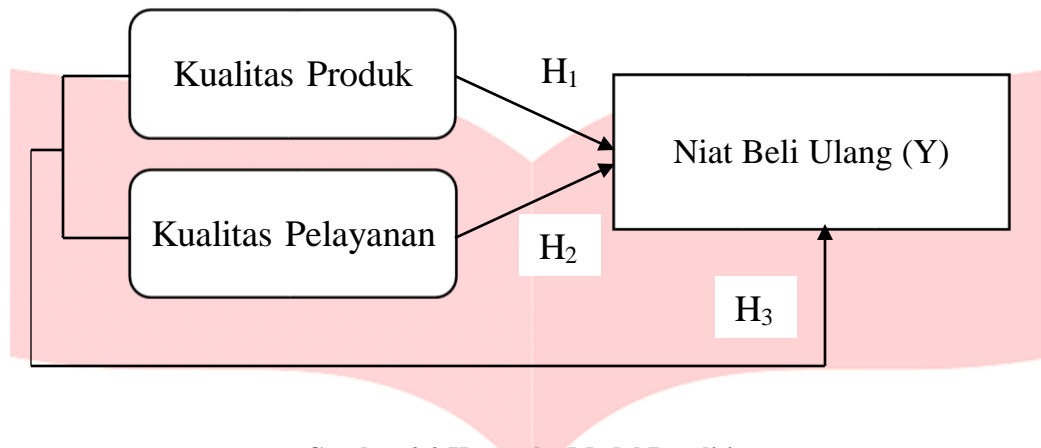 Kualitas Produk
H₁
Niat Beli Ulang (Y)
Kualitas Pelayanan
H₂
H₃